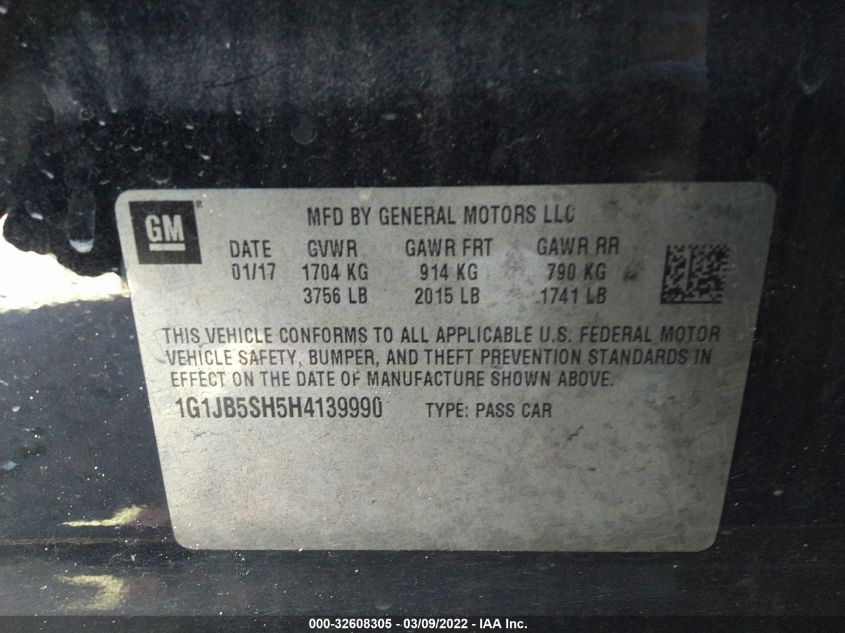 GM ®
MFD BY GENERAL MOTORS LLC
DATE GVWR GAWR FRT GAWR RR
01/17 1704 KG 914 KG 790 KG
3756 LB 2015 LB 1741 LB
THIS VEHICLE CONFORMS TO ALL APPLICABLE U.S. FEDERAL MOTOR
VEHICLE SAFETY, BUMPER, AND THEFT PREVENTION STANDARDS IN
EFFECT ON THE DATE OF MANUFACTURE SHOWN ABOVE.
1G1JB5SH5H4139990 TYPE: PASS CAR
000-32608305 - 03/09/2022 - IAA Inc.